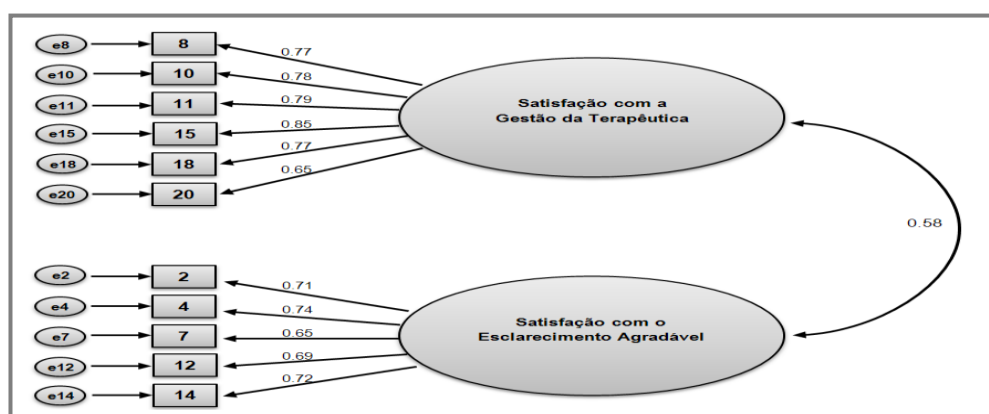 e8 8 0.77
e10 10 0.78
e11 11 0.79
e15 15 0.85
e18 18 0.77
e20 20 0.65
Satisfação com a
Gestão da Terapêutica
0.58
e2 2 0.71
e4 4 0.74
e7 7 0.65
e12 12 0.69
e14 14 0.72
Satisfação com o
Esclarecimento Agradável